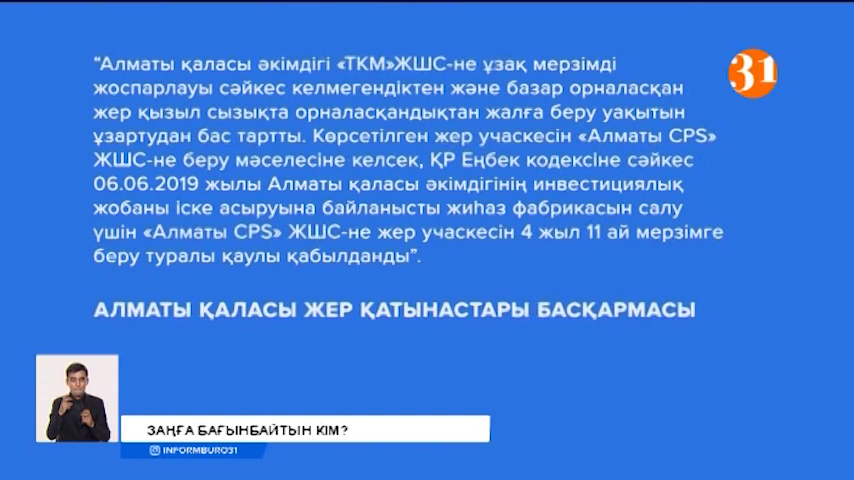 “Алматы қаласы әкімдігі «ТКМ»ЖШС-не ұзақ мерзімді
жоспарлауы сәйкес келмегендіктен және базар орналасқан
жер қызыл сызықта орналасқандықтан жалға беру уақытын
ұзартудан бас тартты. Көрсетілген жер учаскесін «Алматы CPS»
ЖШС-не беру мәселесіне келсек, ҚР Еңбек кодексіне сәйкес
06.06.2019 жылы Алматы қаласы әкімдігінің инвестициялық
жобаны іске асыруына байланысты жиһаз фабрикасын салу
үшін «Алматы CPS» ЖШС-не жер учаскесін 4 жыл 11 ай мерзімге
беру туралы қаулы қабылданды”.
АЛМАТЫ ҚАЛАСЫ ЖЕР ҚАТЫНАСТАРЫ БАСҚАРМАСЫ
31
ЗАҢҒА БАҒЫНБАЙТЫН КІМ?
INFORMBURO31